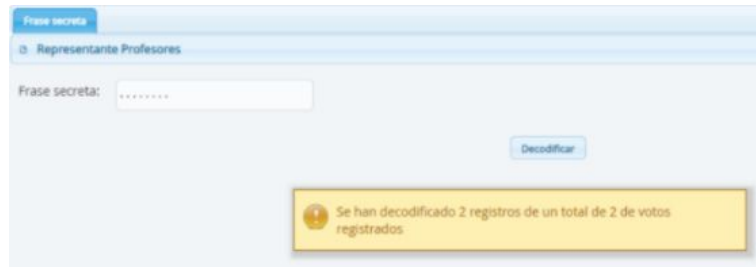 Frase secreta
Representante Profesores
Frase secreta: ........
Decodificar
Se han decodificado 2 registros de un total de 2 de votos
registrados